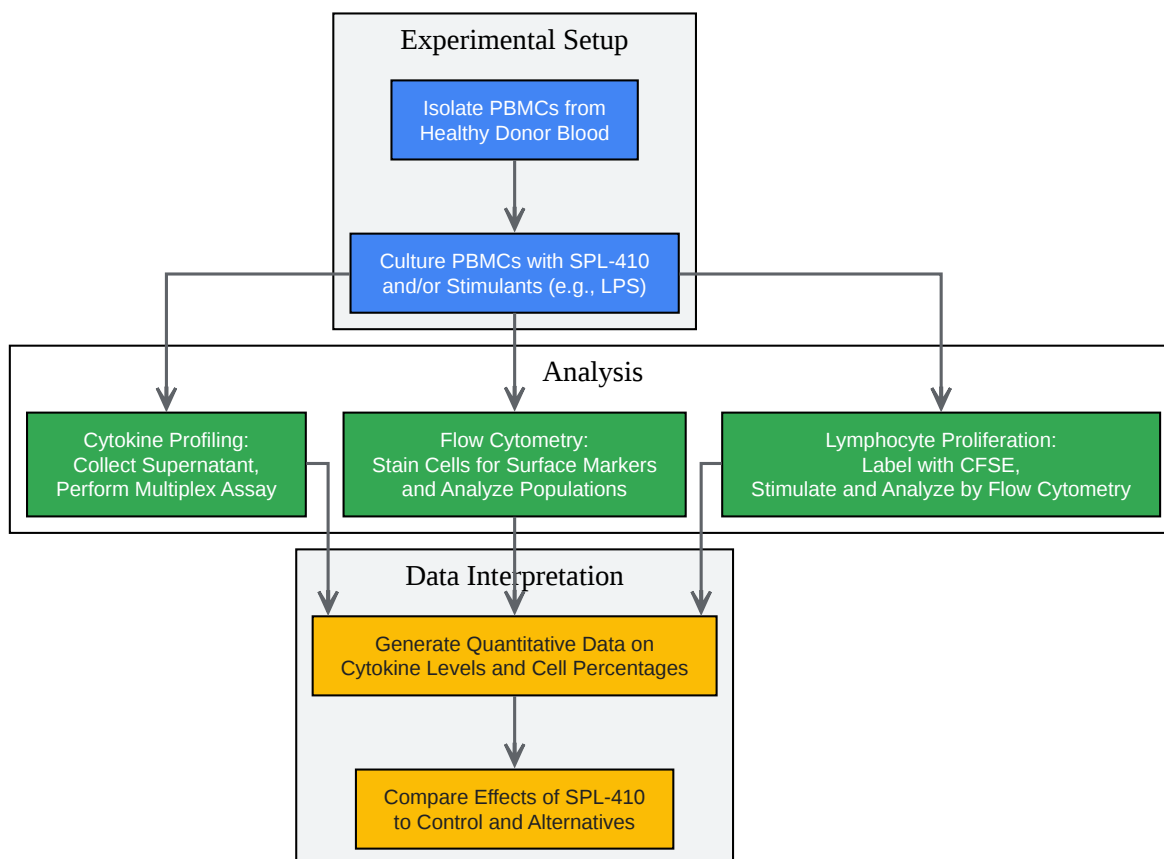 Experimental Setup
Isolate PBMCs from
Healthy Donor Blood
Culture PBMCs with SPL-410
and/or Stimulants (e.g., LPS)
Analysis
Cytokine Profiling:
Collect Supernatant,
Perform Multiplex Assay
Flow Cytometry:
Stain Cells for Surface Markers
and Analyze Populations
Lymphocyte Proliferation:
Label with CFSE,
Stimulate and Analyze by Flow Cytometry
Data Interpretation
Generate Quantitative Data on
Cytokine Levels and Cell Percentages
Compare Effects of SPL-410
to Control and Alternatives